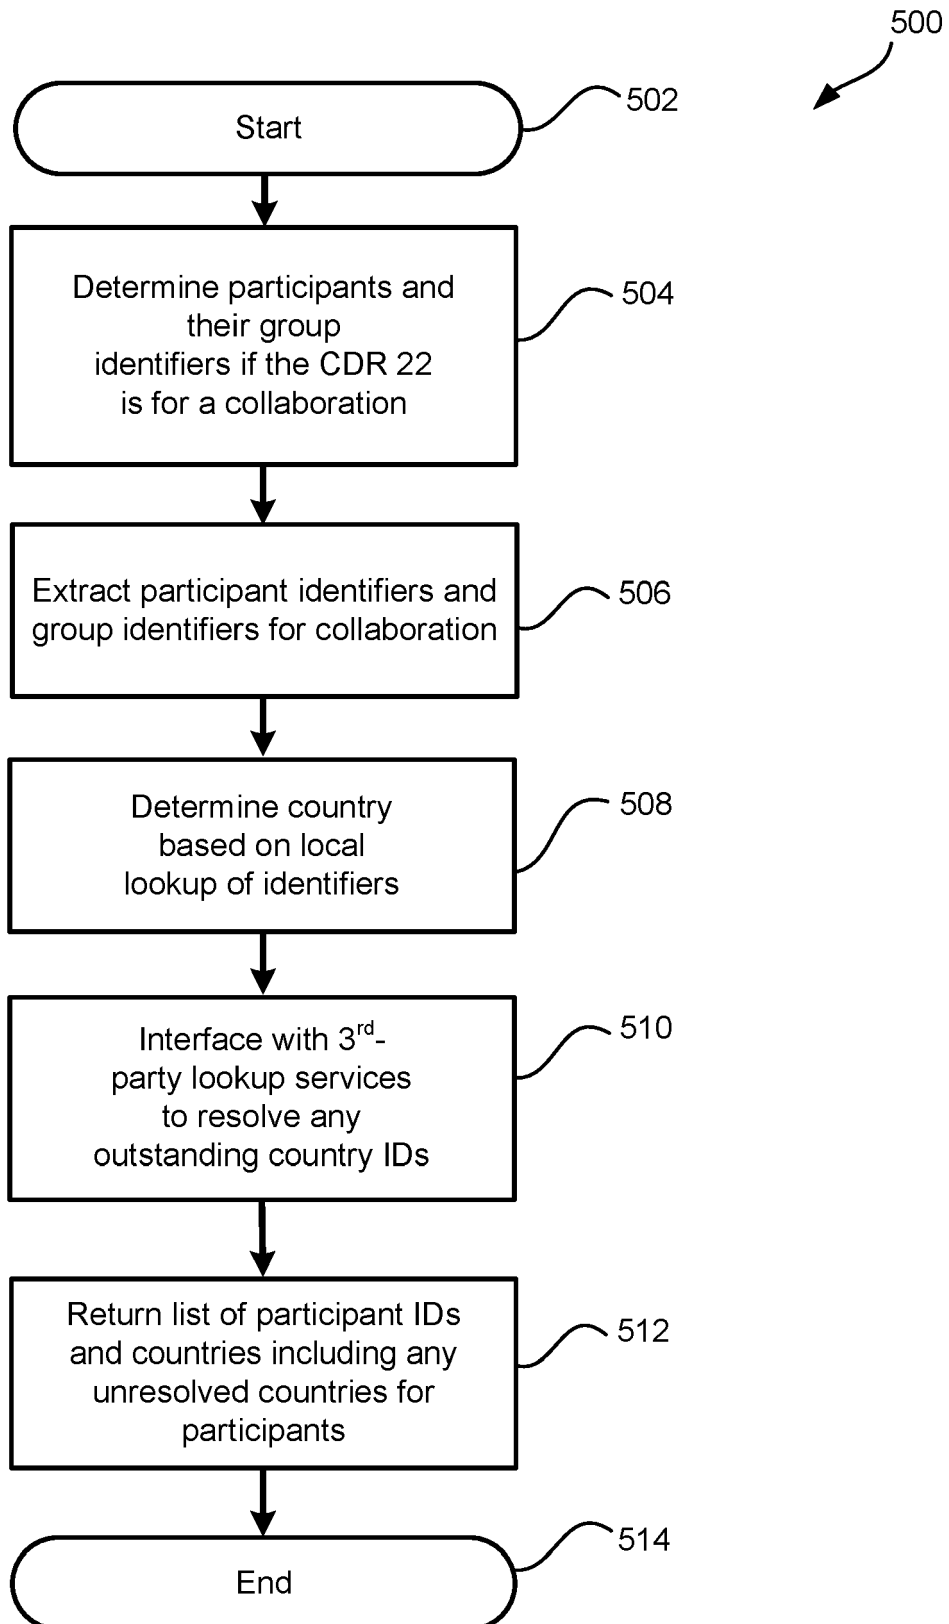 500
Start
502
Determine participants and
their group
identifiers if the CDR 22
is for a collaboration
504
Extract participant identifiers and
group identifiers for collaboration
506
Determine country
based on local
lookup of identifiers
508
Interface with 3rd-
party lookup services
to resolve any
outstanding country IDs
510
Return list of participant IDs
and countries including any
unresolved countries for
participants
512
End
514